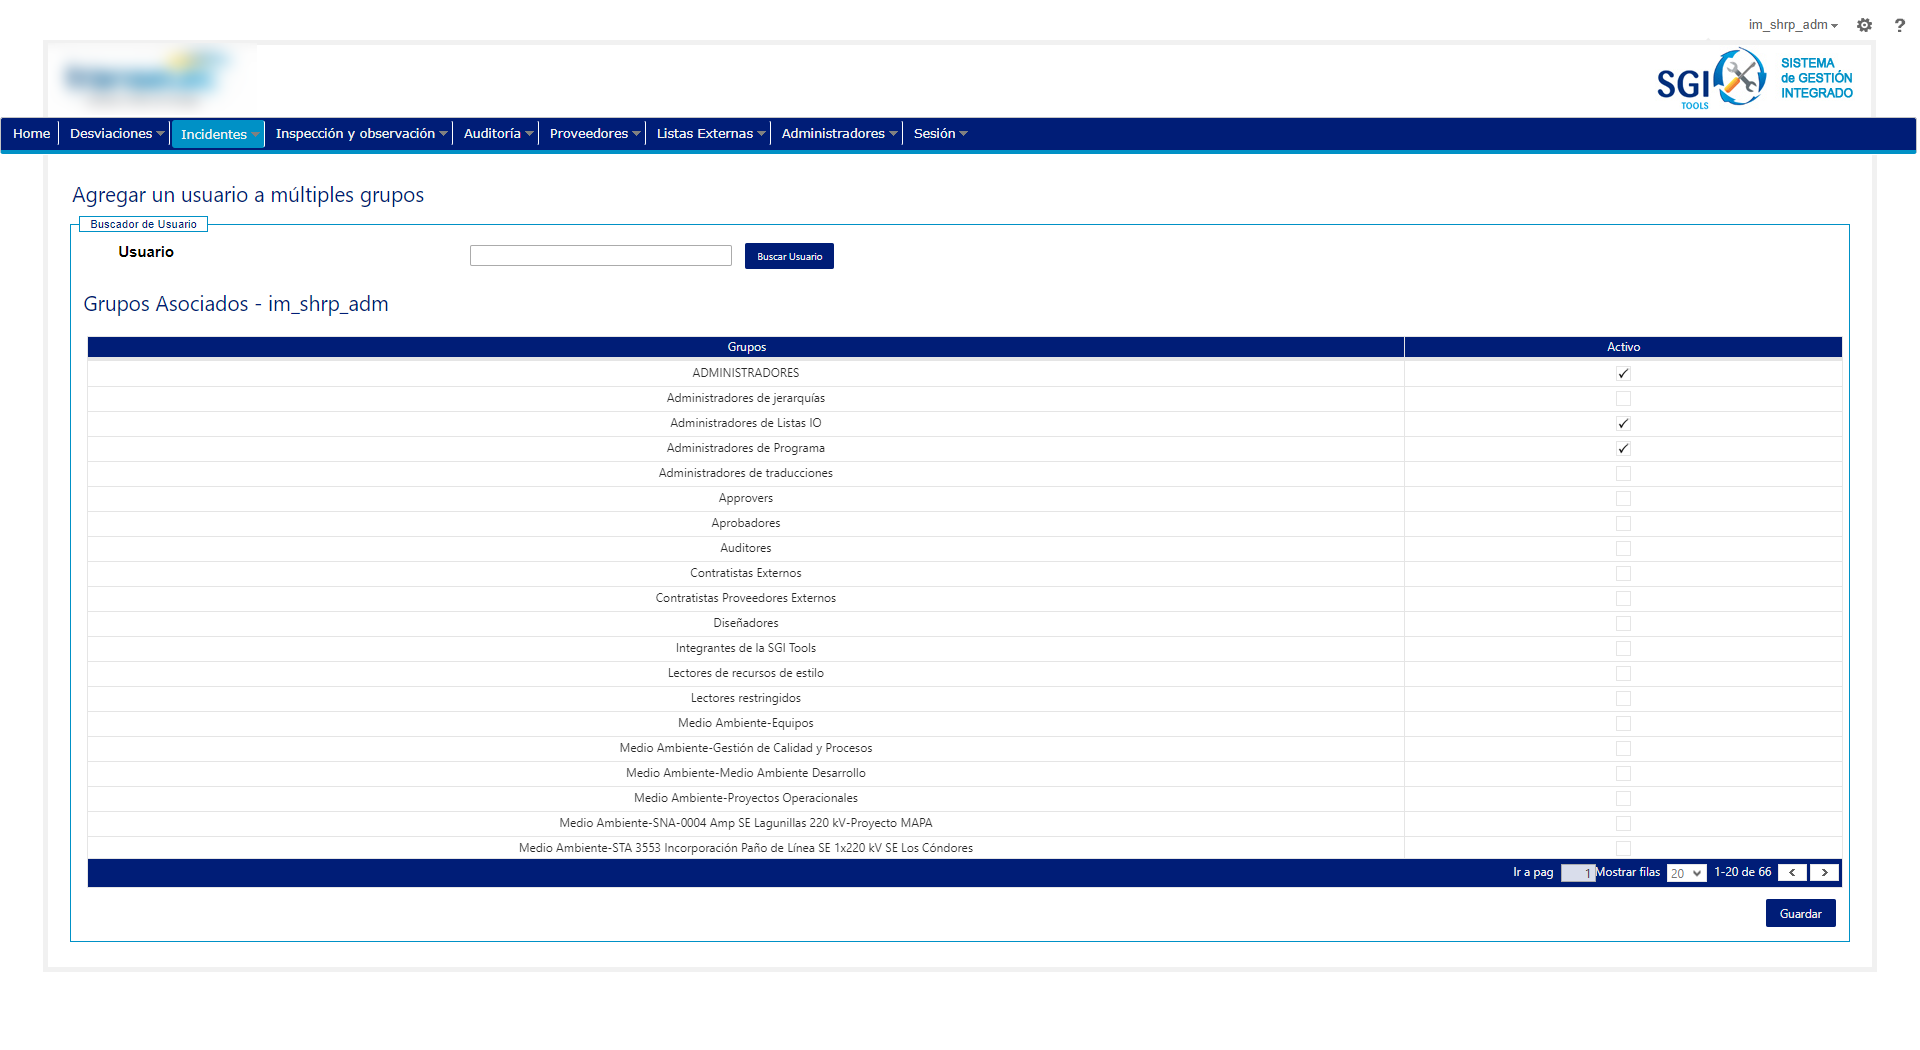 im_shrp_adm
?
SGI
TOOLS
SISTEMA
de GESTIÓN
INTEGRADO
Home Desviaciones Incidentes Inspección y observación Auditoría Proveedores Listas Externas Administradores Sesión
Agregar un usuario a múltiples grupos
Buscador de Usuario
Usuario Buscar Usuario
Grupos Asociados - im_shrp_adm
Grupos Activo
ADMINISTRADORES
Administradores de jerarquías
Administradores de Listas IO
Administradores de Programa
Administradores de traducciones
Approvers
Aprobadores
Auditores
Contratistas Externos
Contratistas Proveedores Externos
Diseñadores
Integrantes de la SGI Tools
Lectores de recursos de estilo
Lectores restringidos
Medio Ambiente-Equipos
Medio Ambiente-Gestión de Calidad y Procesos
Medio Ambiente-Medio Ambiente Desarrollo
Medio Ambiente-Proyectos Operacionales
Medio Ambiente-SNA-0004 Amp SE Lagunillas 220 kV-Proyecto MAPA
Medio Ambiente-STA 3553 Incorporación Paño de Línea SE 1x220 kV SE Los Cóndores
Ir a pag 1 Mostrar filas 20 1-20 de 66 < >
Guardar